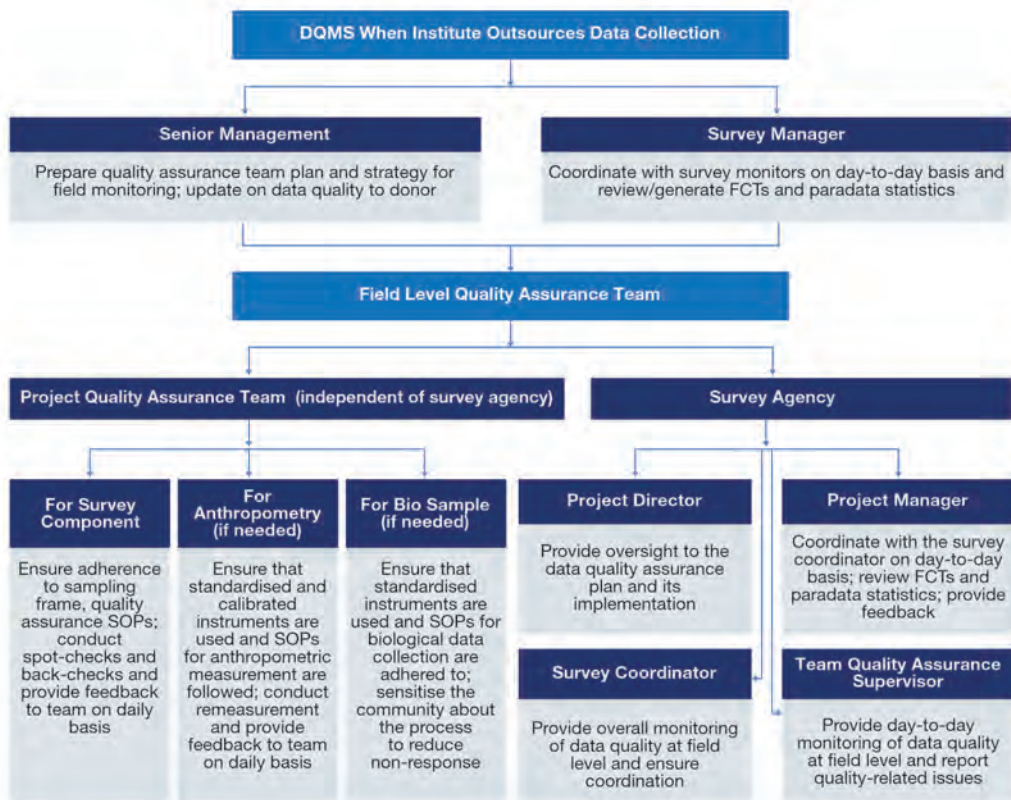 DQMS When Institute Outsources Data Collection
Senior Management
Prepare quality assurance team plan and strategy for
field monitoring; update on data quality to donor
Survey Manager
Coordinate with survey monitors on day-to-day basis and
review/generate FCTs and paradata statistics
Field Level Quality Assurance Team
Project Quality Assurance Team (independent of survey agency)
Survey Agency
For Survey
Component
Ensure adherence
to sampling
frame, quality
assurance SOPs;
conduct
spot-checks and
back-checks and
provide feedback
to team on daily
basis
For
Anthropometry
(if needed)
Ensure that
standardised and
calibrated
instruments are
used and SOPs
for anthropometric
measurement are
followed; conduct
remeasurement
and provide
feedback to team
on daily basis
For Bio Sample
(if needed)
Ensure that
standardised
instruments are
used and SOPs for
biological data
collection are
adhered to;
sensitise the
community about
the process
to reduce
non-response
Project Director
Provide oversight to the
data quality assurance
plan and its
implementation
Project Manager
Coordinate with the survey
coordinator on day-to-day
basis; review FCTs and
paradata statistics; provide
feedback
Survey Coordinator
Provide overall monitoring
of data quality at field
level and ensure
coordination
Team Quality Assurance
Supervisor
Provide day-to-day
monitoring of data quality
at field level and report
quality-related issues